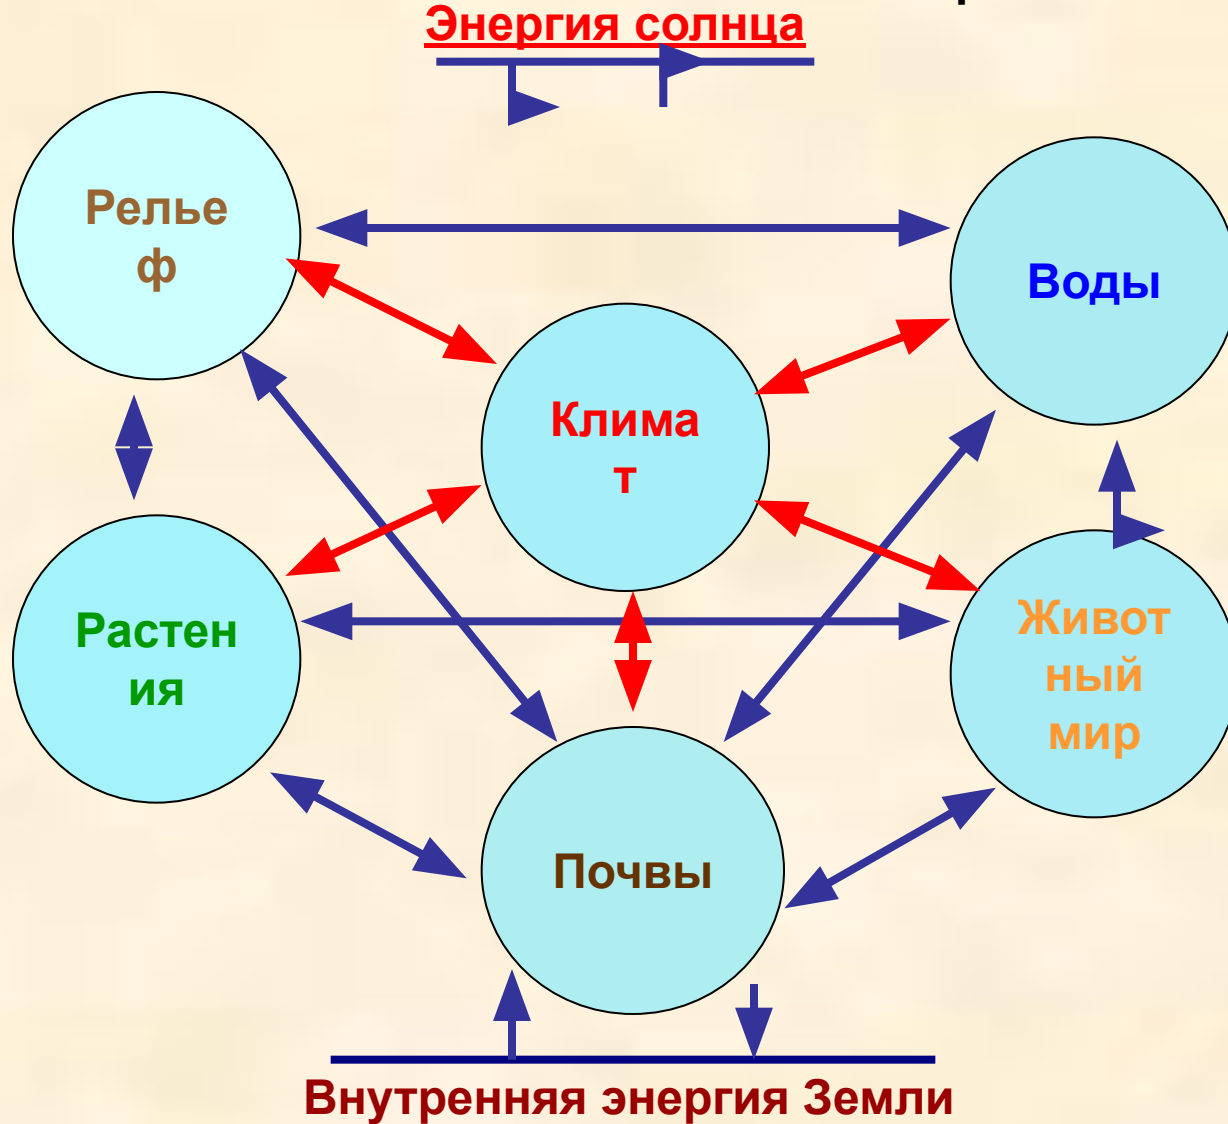 Энергия солнца
Релье
ф
Воды
Клима
т
Растен
ия
Живот
ный
мир
Почвы
Внутренняя энергия Земли